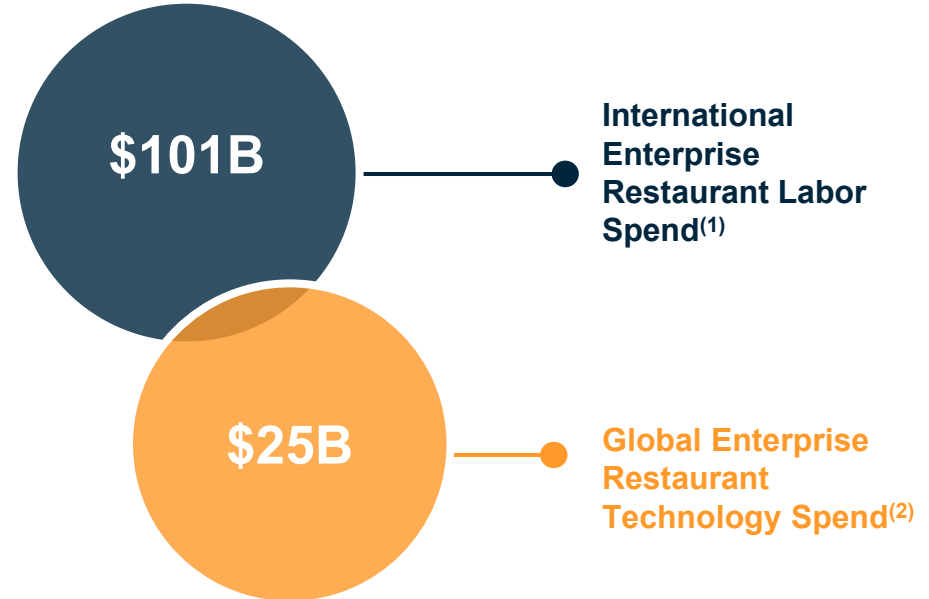 $101B
International
Enterprise
Restaurant Labor
Spend(1)
$25B
Global Enterprise
Restaurant
Technology Spend(2)